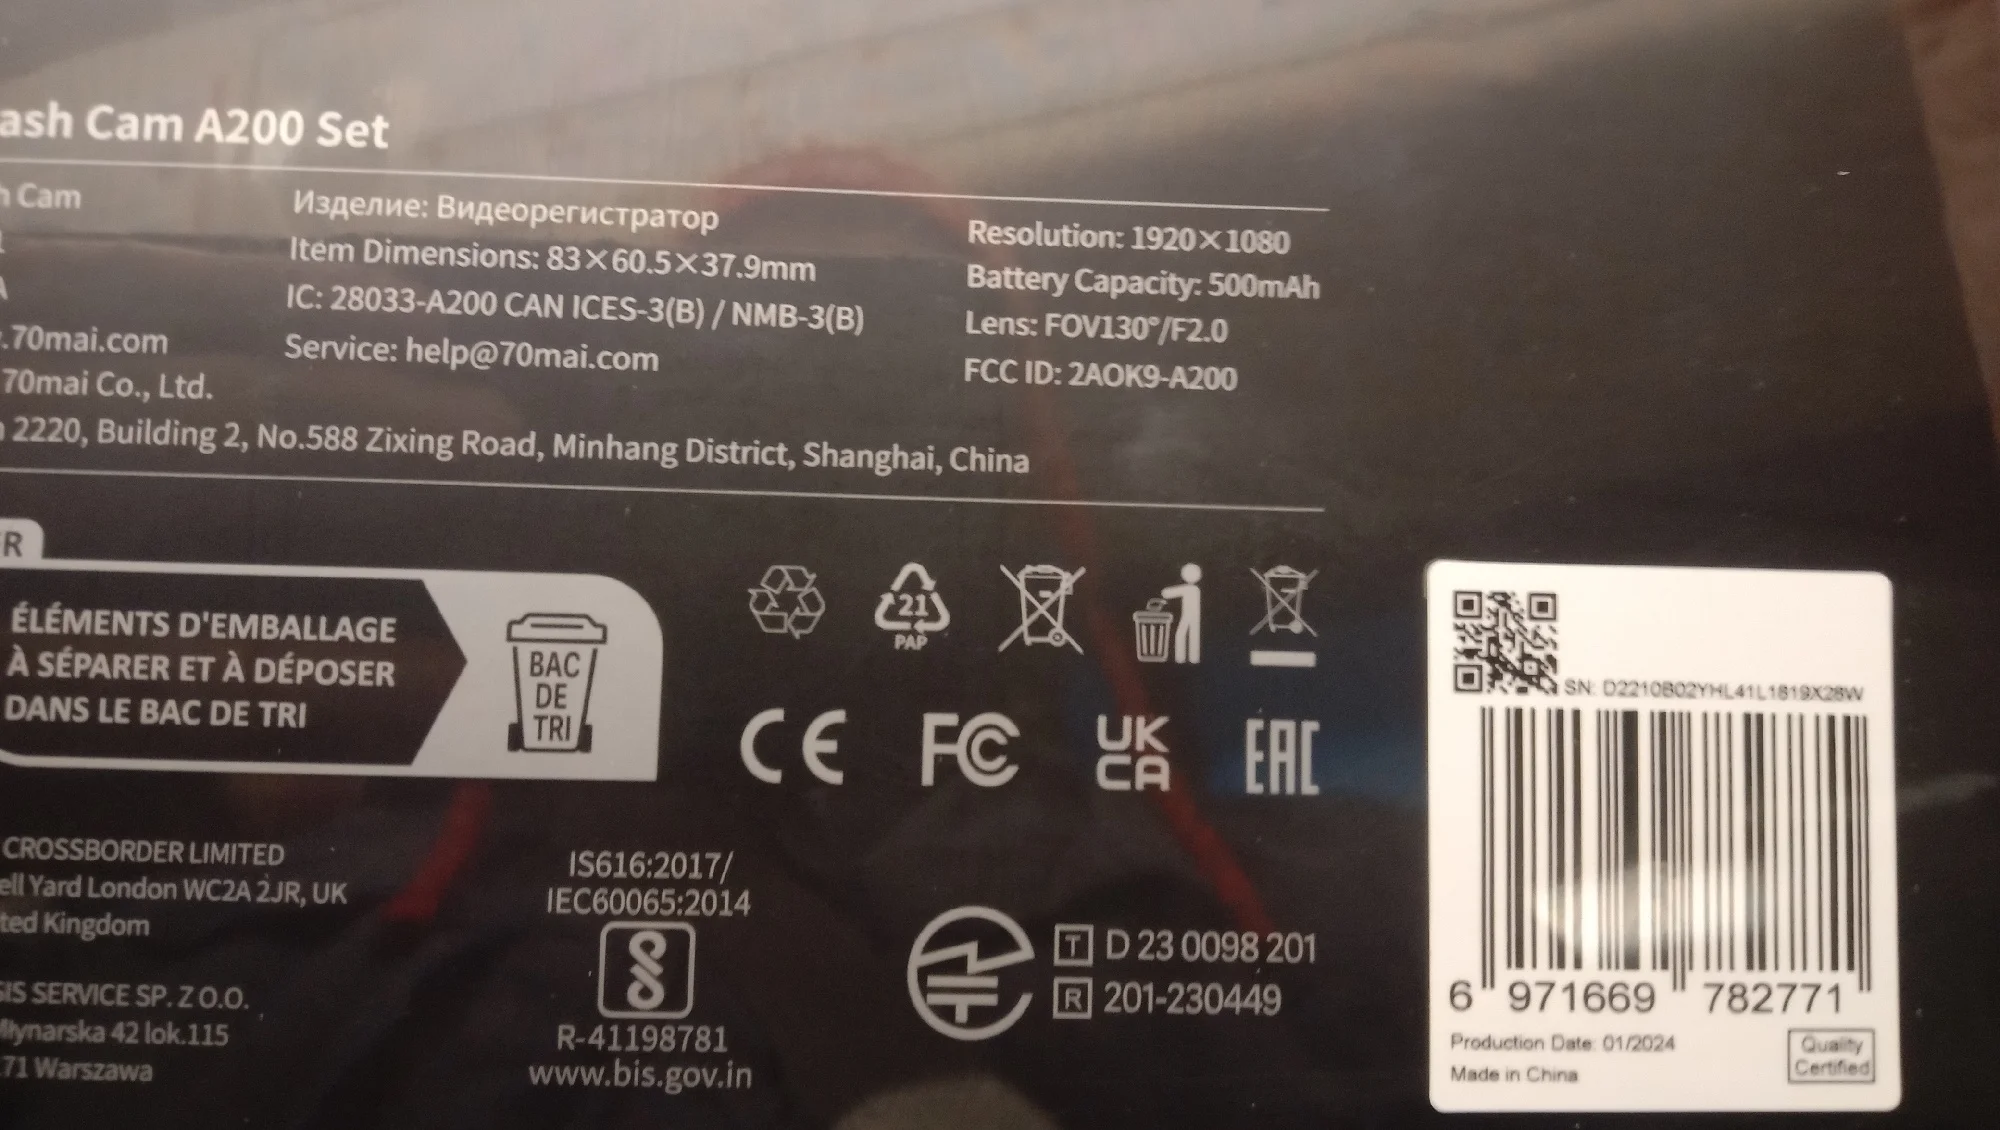 ash Cam A200 Set
h Cam
Изделие: Видеорегистратор
Item Dimensions: 83×60.5×37.9mm
IC: 28033-A200 CAN ICES-3(B) / NMB-3(B)
Service: help@70mai.com
Resolution: 1920×1080
Battery Capacity: 500mAh
Lens: FOV130°/F2.0
FCC ID: 2AOK9-A200
.70mai.com
70mai Co., Ltd.
2220, Building 2, No.588 Zixing Road, Minhang District, Shanghai, China
R
ÉLÉMENTS D'EMBALLAGE
À SÉPARER ET À DÉPOSER
DANS LE BAC DE TRI
BAC
DE
TRI
21
PAP
CE FC UK CA EAC
CROSSBORDER LIMITED
ell Yard London WC2A 2JR, UK
ted Kingdom
SIS SERVICE SP. Z O.O.
Młynarska 42 lok.115
71 Warszawa
IS616:2017/
IEC60065:2014
R-41198781
www.bis.gov.in
T D 23 0098 201
R 201-230449
SN: D2210B02YHL41L1819X28W
6 971669 782771
Production Date: 01/2024
Made in China
Quality
Certified